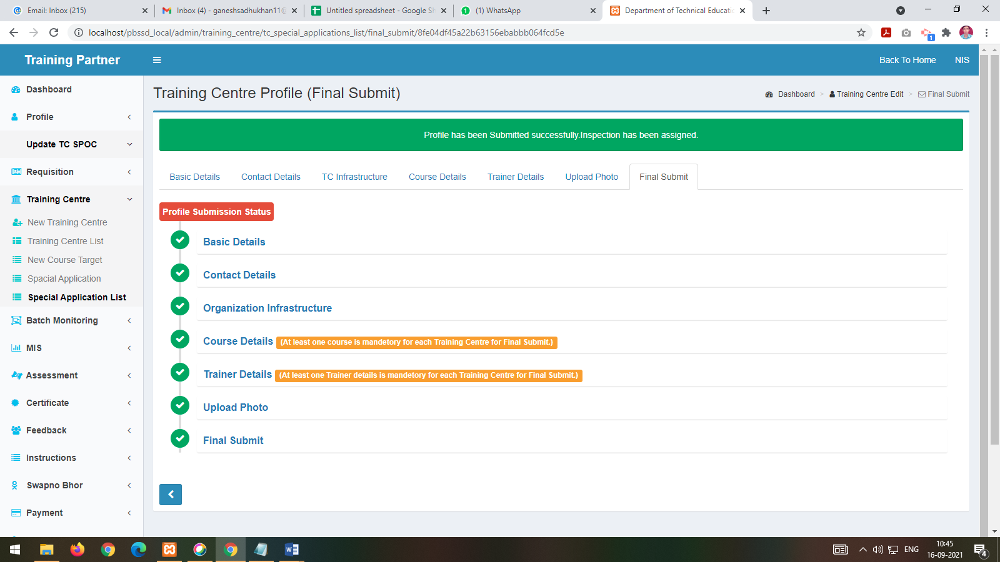 Email: Inbox (215)
Inbox (4) - ganeshsadhukhan11@
Untitled spreadsheet - Google Sh
(1) WhatsApp
Department of Technical Educatio
localhost/pbssd_local/admin/training_centre/tc_special_applications_list/final_submit/8fe04df45a22b63156ebabbb064fcd5e
1
Training Partner
Back To Home
NIS
Dashboard
Profile
Update TC SPOC
Requisition
Training Centre
New Training Centre
Training Centre List
New Course Target
Spacial Application
Special Application List
Batch Monitoring
MIS
Assessment
Certificate
Feedback
Instructions
Swapno Bhor
Payment
Training Centre Profile (Final Submit)
Dashboard > Training Centre Edit > Final Submit
Profile has been Submitted successfully.Inspection has been assigned.
Basic Details
Contact Details
TC Infrastructure
Course Details
Trainer Details
Upload Photo
Final Submit
Profile Submission Status
Basic Details
Contact Details
Organization Infrastructure
Course Details (At least one course is mandetory for each Training Centre for Final Submit.)
Trainer Details (At least one Trainer details is mandetory for each Training Centre for Final Submit.)
Upload Photo
Final Submit
ENG
10:45
16-09-2021
4